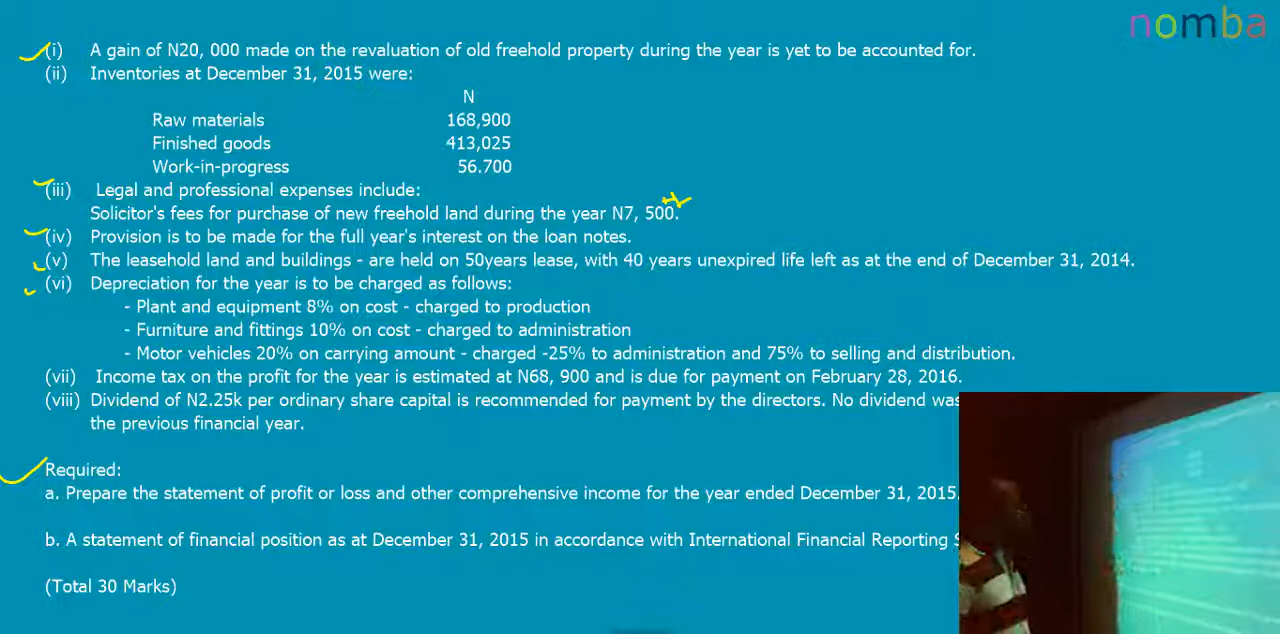 nomba
(i) A gain of N20, 000 made on the revaluation of old freehold property during the year is yet to be accounted for.
(ii) Inventories at December 31, 2015 were:
N
Raw materials 168,900
Finished goods 413,025
Work-in-progress 56.700
(iii) Legal and professional expenses include:
Solicitor's fees for purchase of new freehold land during the year N7, 500.
(iv) Provision is to be made for the full year's interest on the loan notes.
(v) The leasehold land and buildings - are held on 50years lease, with 40 years unexpired life left as at the end of December 31, 2014.
(vi) Depreciation for the year is to be charged as follows:
- Plant and equipment 8% on cost - charged to production
- Furniture and fittings 10% on cost - charged to administration
- Motor vehicles 20% on carrying amount - charged -25% to administration and 75% to selling and distribution.
(vii) Income tax on the profit for the year is estimated at N68, 900 and is due for payment on February 28, 2016.
(viii) Dividend of N2.25k per ordinary share capital is recommended for payment by the directors. No dividend was
the previous financial year.
Required:
a. Prepare the statement of profit or loss and other comprehensive income for the year ended December 31, 2015.
b. A statement of financial position as at December 31, 2015 in accordance with International Financial Reporting
(Total 30 Marks)